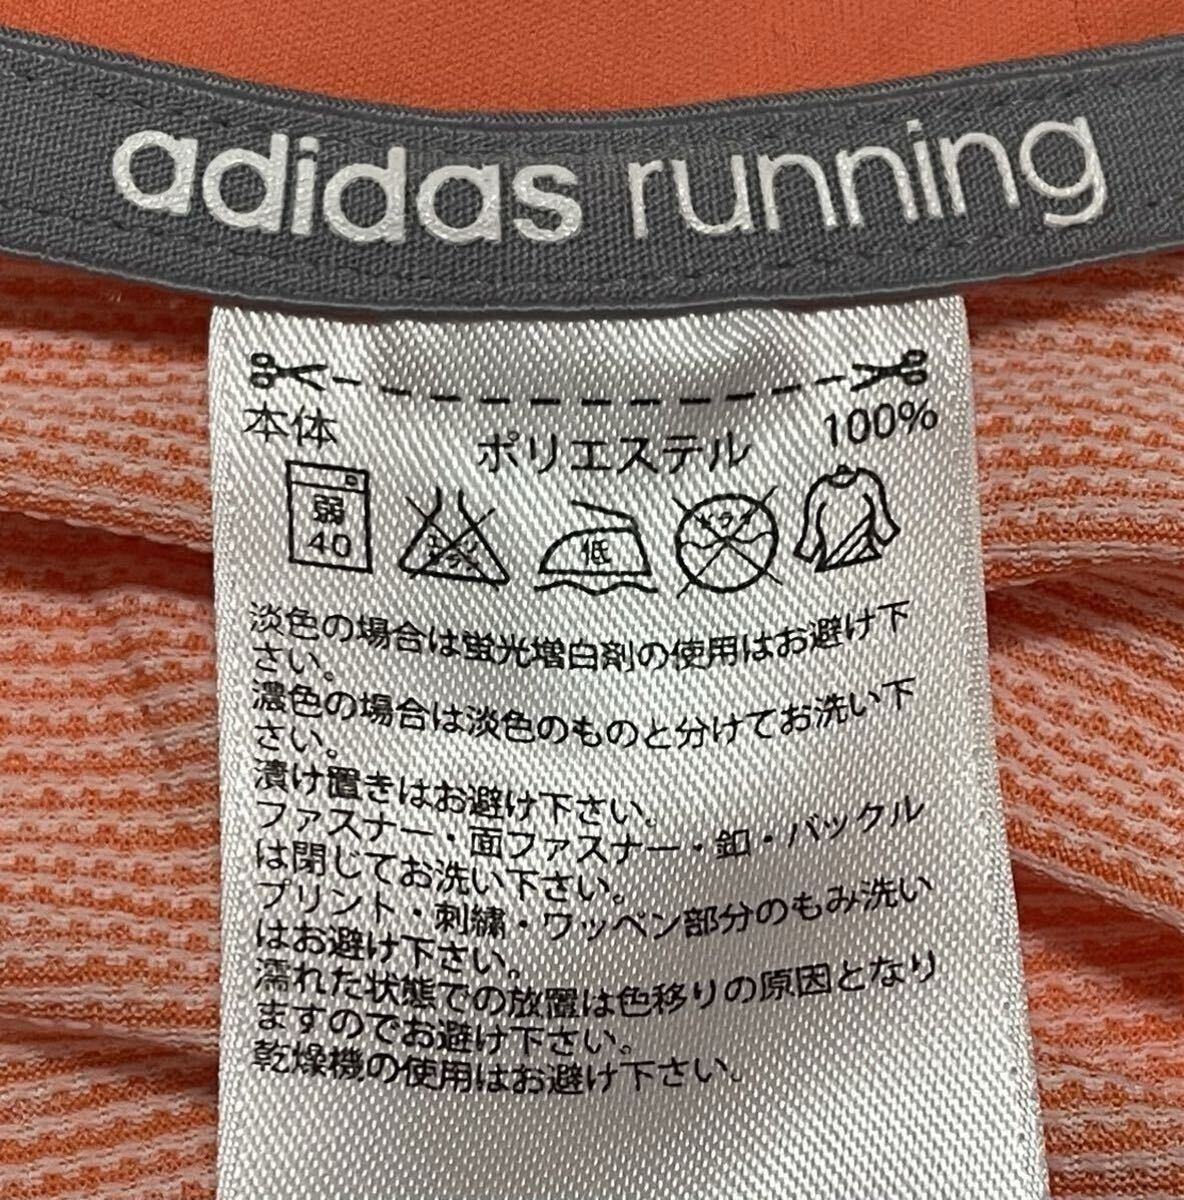 adidas running
本体 ポリエステル 100%
弱 40 エンソ 低 ドライ
淡色の場合は蛍光増白剤の使用はお避け下
さい。
濃色の場合は淡色のものと分けてお洗い下
さい。
漬け置きはお避け下さい。
ファスナー・面ファスナー・釦・バックル
は閉じてお洗い下さい。
プリント・刺繍・ワッペン部分のもみ洗い
はお避け下さい。
濡れた状態での放置は色移りの原因となり
ますのでお避け下さい。
乾燥機の使用はお避け下さい。